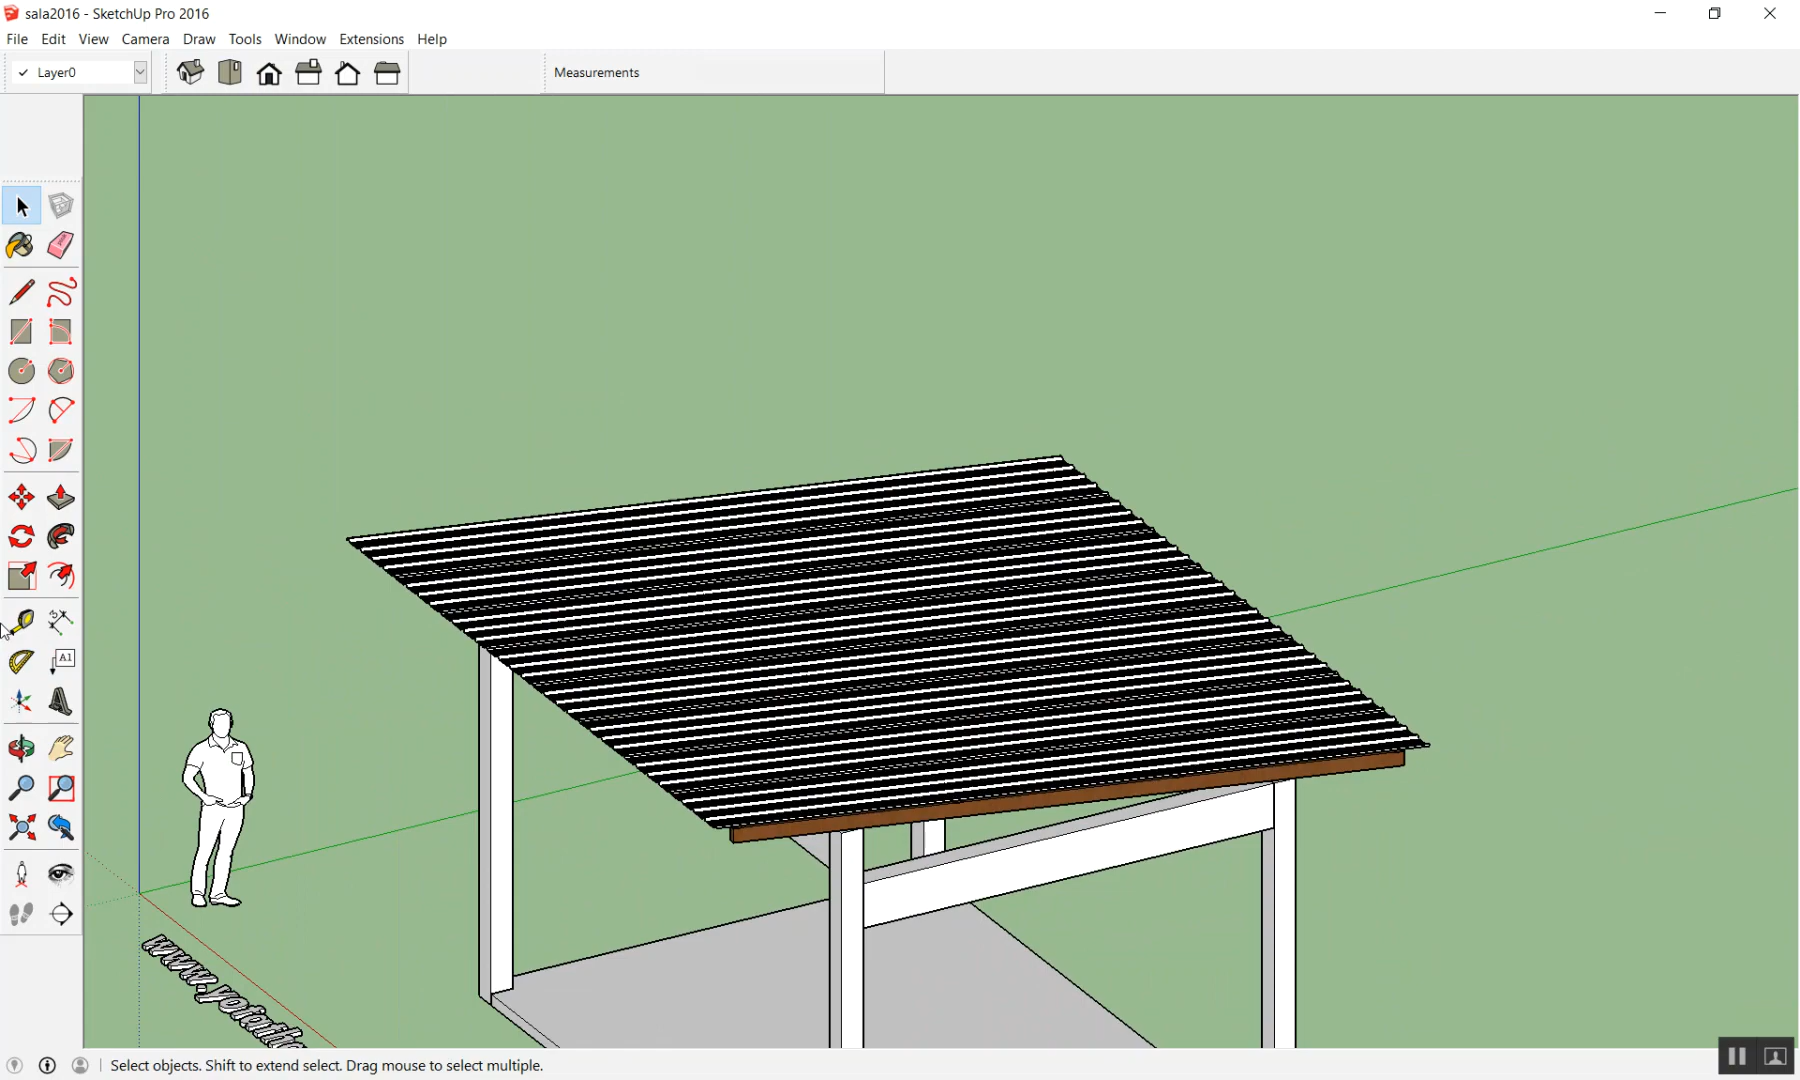 sala2016 - SketchUp Pro 2016
File Edit View Camera Draw Tools Window Extensions Help
Layer0
Measurements
A1
Select objects. Shift to extend select. Drag mouse to select multiple.